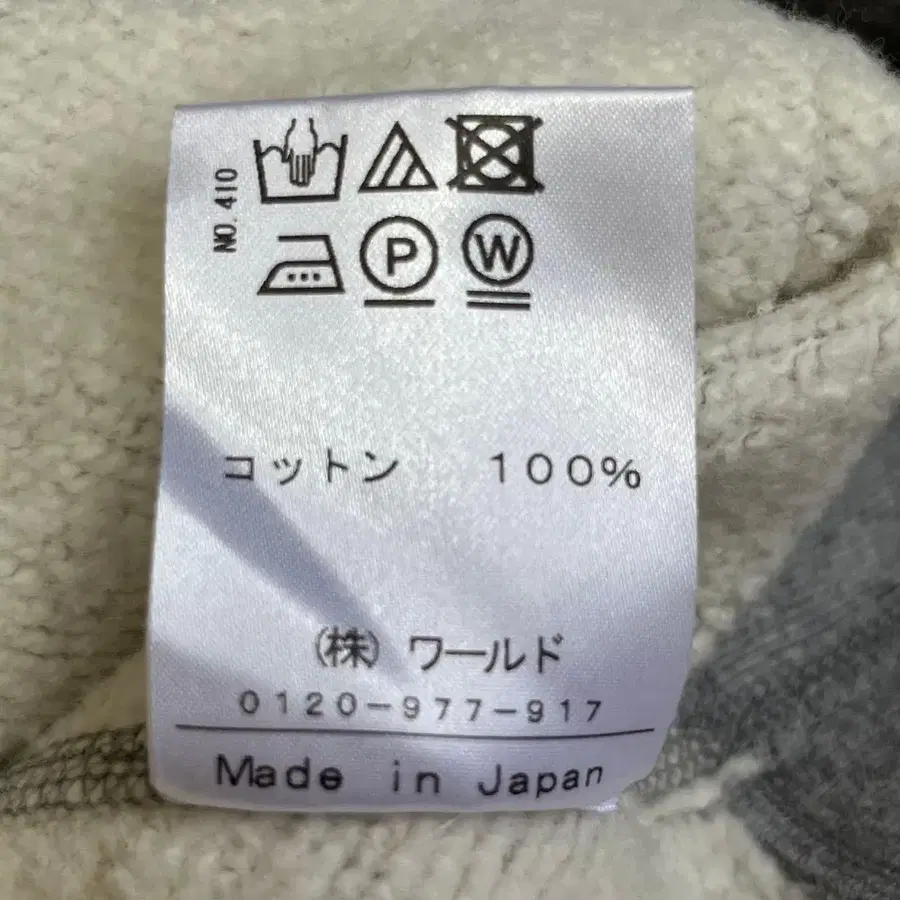 NO. 410
P
W
コットン 100%
(株) ワールド
0120-977-917
Made in Japan